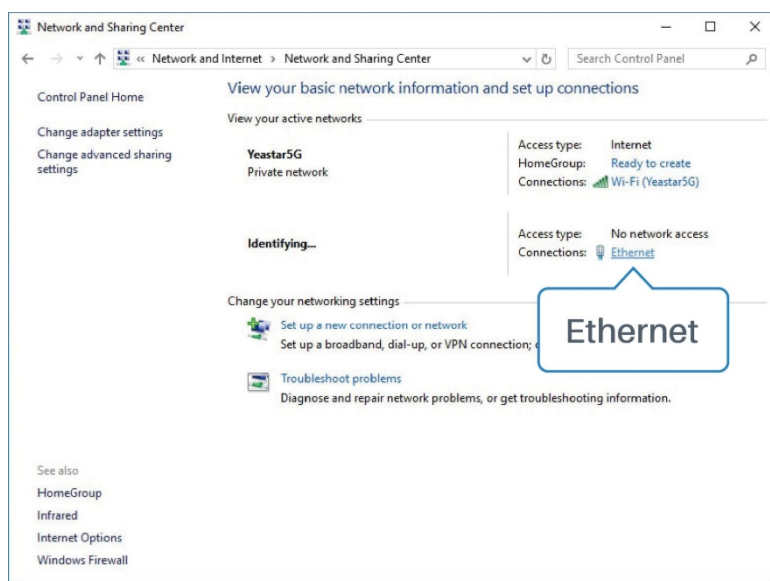 Network and Sharing Center
« Network and Internet > Network and Sharing Center
Search Control Panel
Control Panel Home
Change adapter settings
Change advanced sharing
settings
View your basic network information and set up connections
View your active networks
Yeastar5G
Private network
Access type: Internet
HomeGroup: Ready to create
Connections: Wi-Fi (Yeastar5G)
Identifying...
Access type: No network access
Connections: Ethernet
Ethernet
Change your networking settings
Set up a new connection or network
Set up a broadband, dial-up, or VPN connection;
Troubleshoot problems
Diagnose and repair network problems, or get troubleshooting information.
See also
HomeGroup
Infrared
Internet Options
Windows Firewall